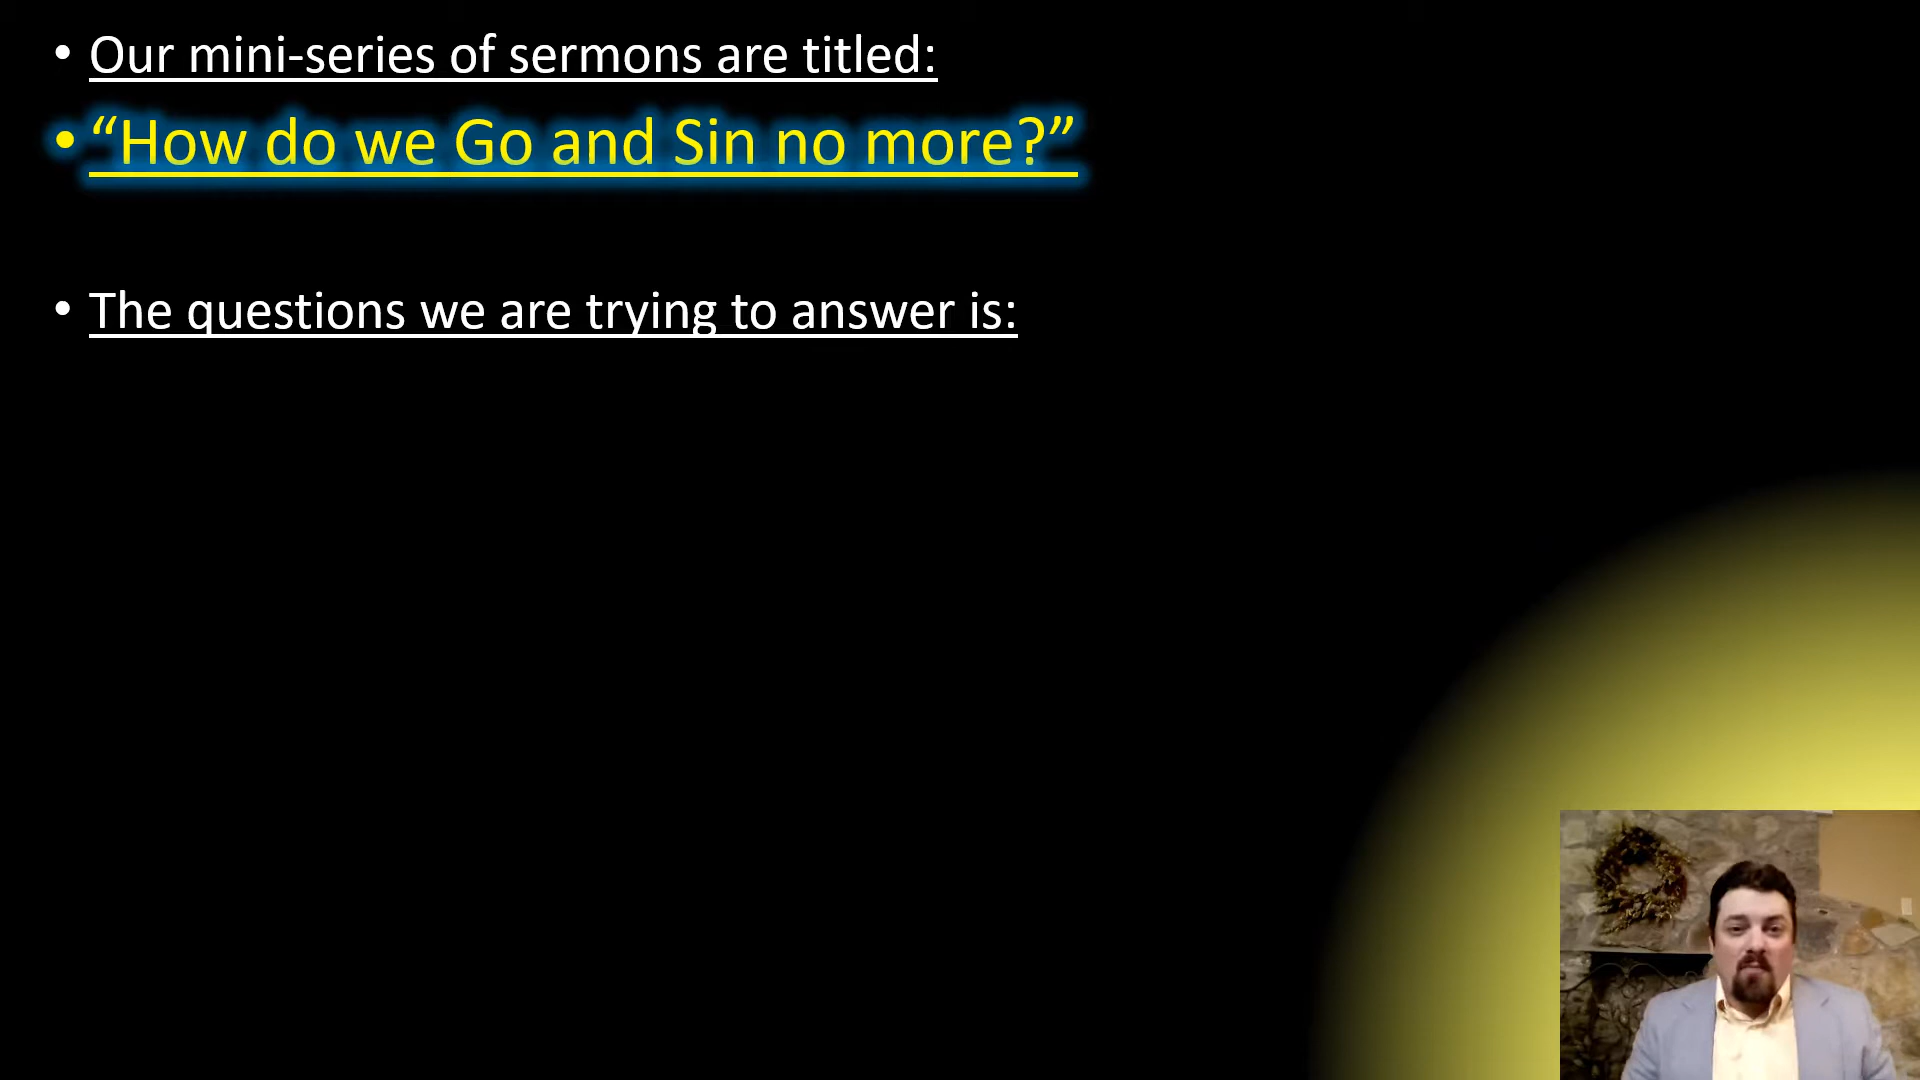 • Our mini-series of sermons are titled:
• “How do we Go and Sin no more?”
• The questions we are trying to answer is: